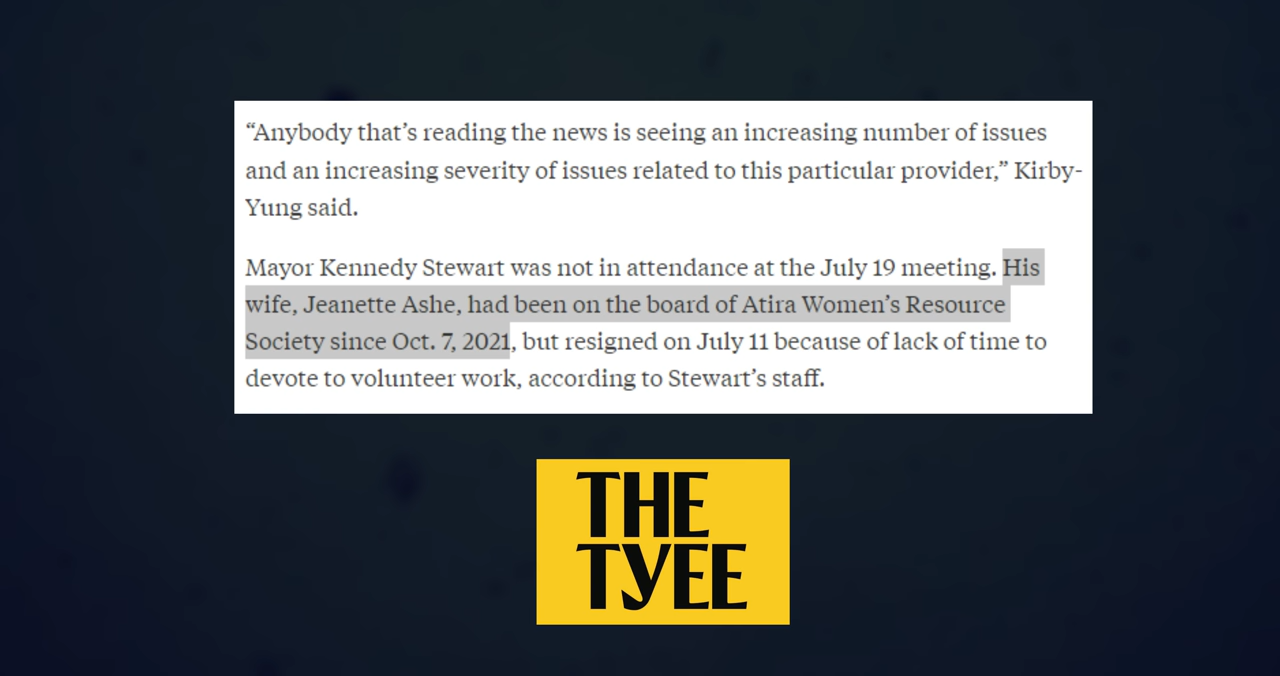 “Anybody that’s reading the news is seeing an increasing number of issues
and an increasing severity of issues related to this particular provider,” Kirby-
Yung said.
Mayor Kennedy Stewart was not in attendance at the July 19 meeting. His
wife, Jeanette Ashe, had been on the board of Atira Women’s Resource
Society since Oct. 7, 2021, but resigned on July 11 because of lack of time to
devote to volunteer work, according to Stewart’s staff.
THE
TYEE